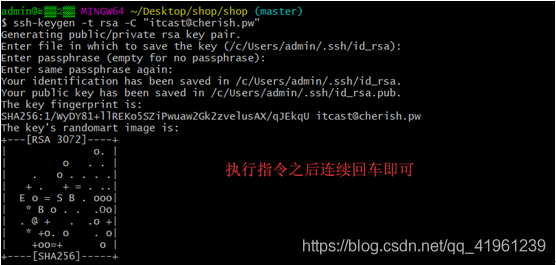 MINGW64 ~/Desktop/shop/shop (master)
$ ssh-keygen -t rsa -C "itcast@cherish.pw"
Generating public/private rsa key pair.
Enter file in which to save the key (/c/Users/admin/.ssh/id_rsa):
Enter passphrase (empty for no passphrase):
Enter same passphrase again:
Your identification has been saved in /c/Users/admin/.ssh/id_rsa.
Your public key has been saved in /c/Users/admin/.ssh/id_rsa.pub.
The key fingerprint is:
SHA256:1/WyDY81+llREKo5SZiPwuaw2Gk2zvelusAX/qJEkqU itcast@cherish.pw
The key's randomart image is:
+---[RSA 3072]----+
|              o. |
|         o   . . |
|    .   o . . . .|
|   + .   + = . ..|
|  E o = S B . ooo|
|   * B o . .  .Oo|
|  . @ +   .  .o +|
|   * +o. o    . o|
|    +oo=+      o |
+----[SHA256]-----+
执行指令之后连续回车即可
https://blog.csdn.net/qq_41961239